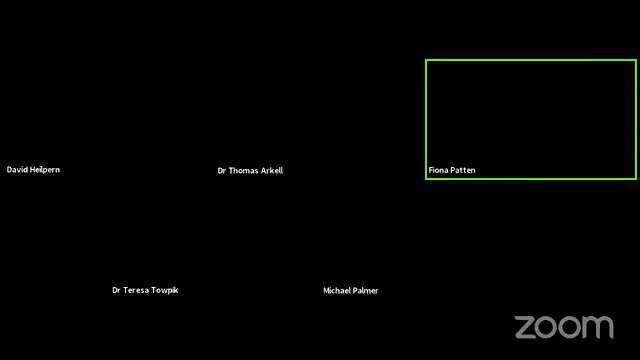 David Heilpern
Dr Thomas Arkell
Fiona Patten
Dr Teresa Towpik
Michael Palmer
zoom